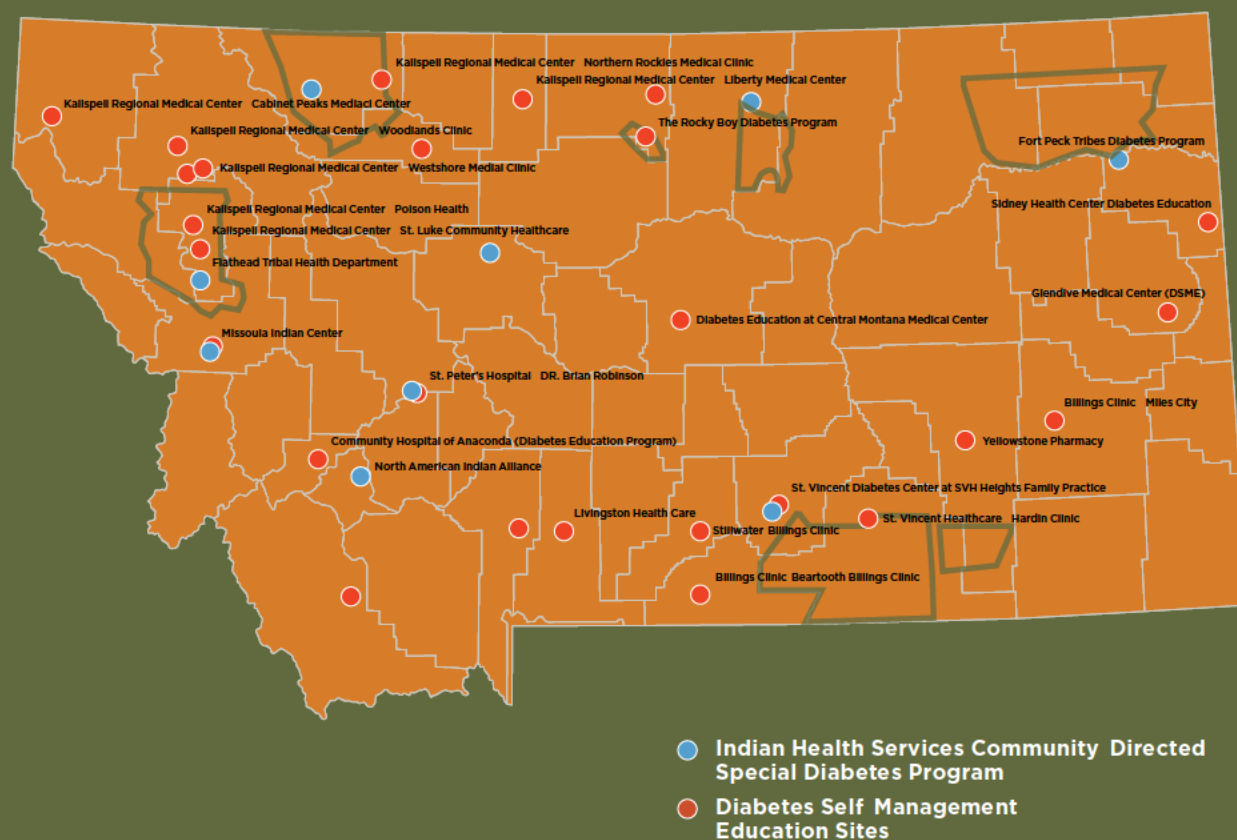 Kallspell Regional Medical Center   Northern Rockies Medical Clinic
Kallspell Regional Medical Center   Liberty Medical Center
Kallspell Regional Medical Center   Cabinet Peaks Mediacl Center
The Rocky Boy Diabetes Program
Kallspell Regional Medical Center   Woodlands Clinic
Fort Peck Tribes Diabetes Program
Kallspell Regional Medical Center   Westshore Medial Clinic
Sidney Health Center Diabetes Education
Kallspell Regional Medical Center   Polson Health
Kallspell Regional Medical Center   St. Luke Community Healthcare
Flathead Tribal Health Department
Glendive Medical Center (DSME)
Diabetes Education at Central Montana Medical Center
Missoula Indian Center
St. Peter's Hospital   DR. Brian Robinson
Billings Clinic   Miles City
Community Hospital of Anaconda (Diabetes Education Program)
Yellowstone Pharmacy
North American Indian Alliance
St. Vincent Diabetes Center at SVH Heights Family Practice
Livingston Health Care
St. Vincent Healthcare   Hardin Clinic
Stillwater Billings Clinic
Billings Clinic Beartooth Billings Clinic
Indian Health Services Community Directed
Special Diabetes Program
Diabetes Self Management
Education Sites